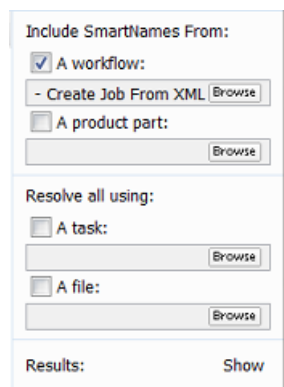 Include SmartNames From:
A workflow:
- Create Job From XML Browse
A product part:
Browse
Resolve all using:
A task:
Browse
A file:
Browse
Results: Show